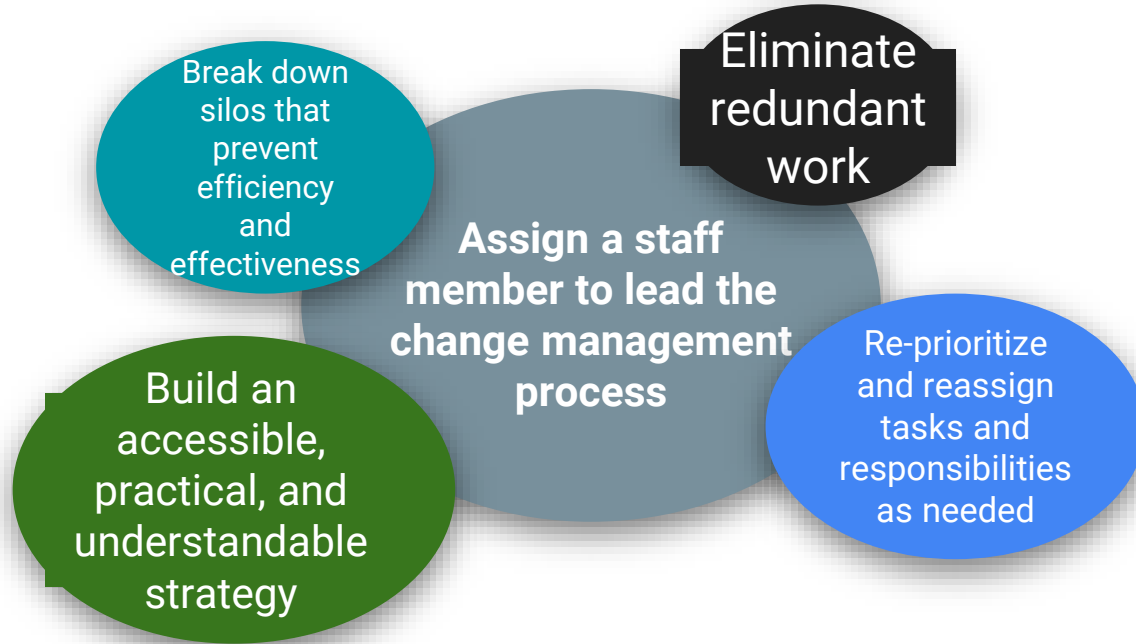 Break down
silos that
prevent
efficiency
and
effectiveness
Eliminate
redundant
work
Assign a staff
member to lead the
change management
process
Build an
accessible,
practical, and
understandable
strategy
Re-prioritize
and reassign
tasks and
responsibilities
as needed